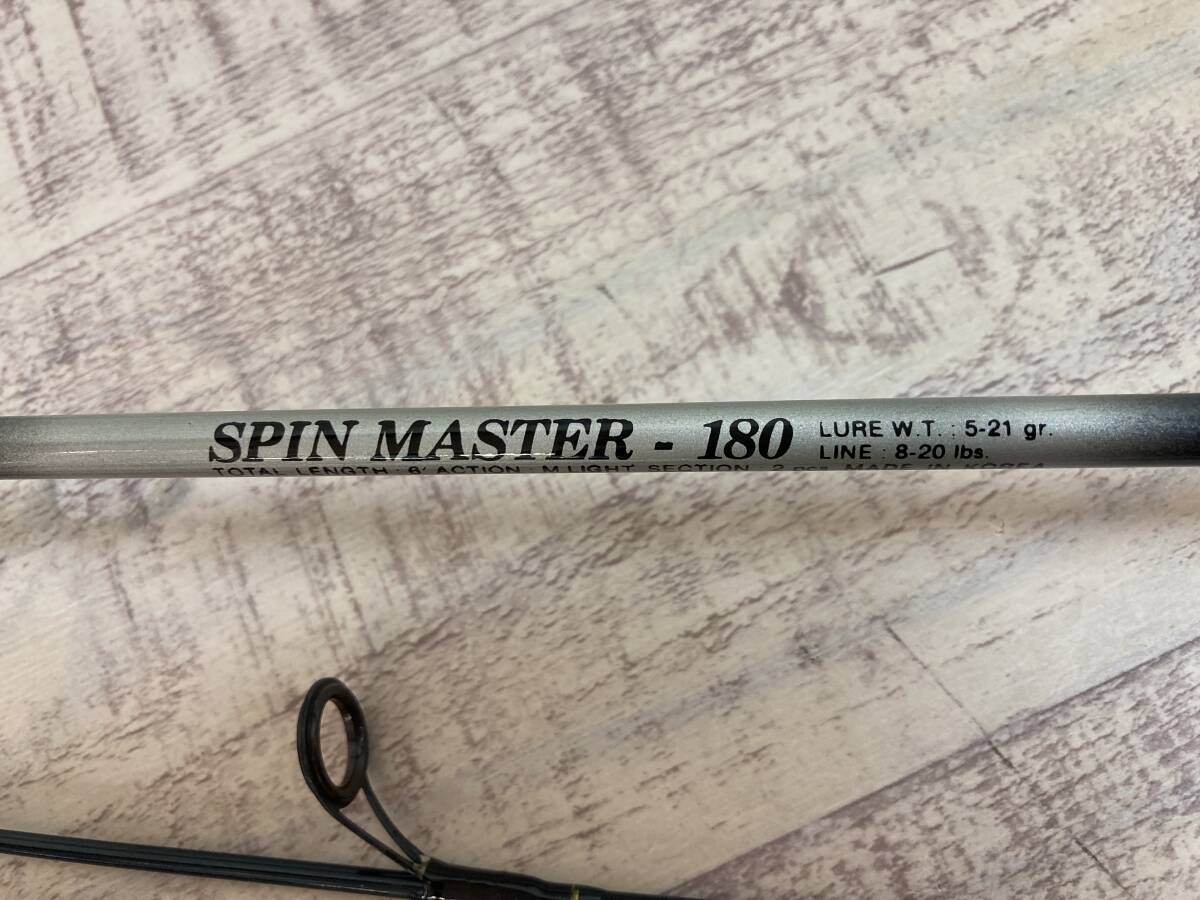 SPIN MASTER - 180
LURE W.T. : 5-21 gr.
LINE : 8-20 lbs.
TOTAL LENGTH : 6' ACTION : M.LIGHT SECTION : 2 pcs. MADE IN KOREA